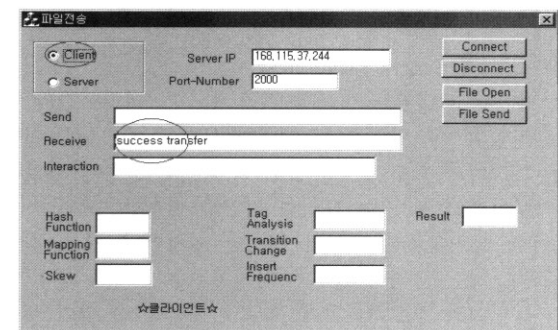 파일전송
Client
Server
Server IP 168,115,37,244
Port-Number 2000
Connect
Disconnect
File Open
File Send
Send
Receive success transfer
Interaction
Hash Function
Mapping Function
Skew
Tag Analysis
Transition Change
Insert Frequenc
Result
☆클라이언트☆